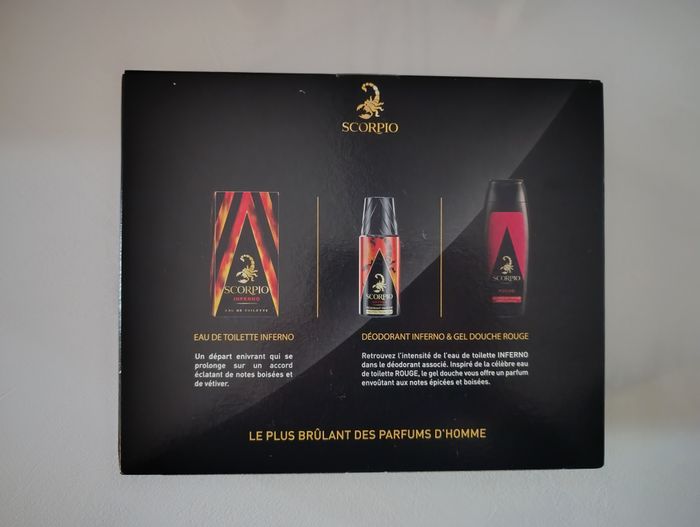 SCORPIO
SCORPIO
INFERNO
EAU DE TOILETTE
SCORPIO
EAU DE TOILETTE INFERNO
Un départ enivrant qui se
prolonge sur un accord
éclatant de notes boisées et
de vétiver.
DÉODORANT INFERNO & GEL DOUCHE ROUGE
Retrouvez l'intensité de l'eau de toilette INFERNO
dans le déodorant associé. Inspiré de la célèbre eau
de toilette ROUGE, le gel douche vous offre un parfum
envoûtant aux notes épicées et boisées.
LE PLUS BRÛLANT DES PARFUMS D'HOMME